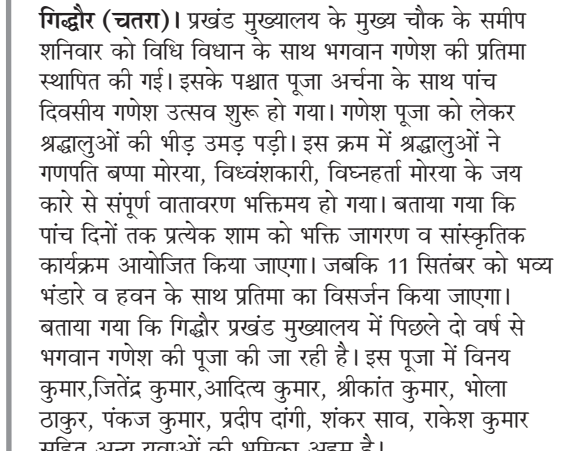 गिद्धौर (चतरा)। प्रखंड मुख्यालय के मुख्य चौक के समीप
शनिवार को विधि विधान के साथ भगवान गणेश की प्रतिमा
स्थापित की गई। इसके पश्चात पूजा अर्चना के साथ पांच
दिवसीय गणेश उत्सव शुरू हो गया। गणेश पूजा को लेकर
श्रद्धालुओं की भीड़ उमड़ पड़ी। इस क्रम में श्रद्धालुओं ने
गणपति बप्पा मोरया, विध्वंशकारी, विघ्नहर्ता मोरया के जय
कारे से संपूर्ण वातावरण भक्तिमय हो गया। बताया गया कि
पांच दिनों तक प्रत्येक शाम को भक्ति जागरण व सांस्कृतिक
कार्यक्रम आयोजित किया जाएगा। जबकि 11 सितंबर को भव्य
भंडारे व हवन के साथ प्रतिमा का विसर्जन किया जाएगा।
बताया गया कि गिद्धौर प्रखंड मुख्यालय में पिछले दो वर्ष से
भगवान गणेश की पूजा की जा रही है। इस पूजा में विनय
कुमार,जितेंद्र कुमार,आदित्य कुमार, श्रीकांत कुमार, भोला
ठाकुर, पंकज कुमार, प्रदीप दांगी, शंकर साव, राकेश कुमार
सहित अन्य युवाओं की भूमिका अहम है।